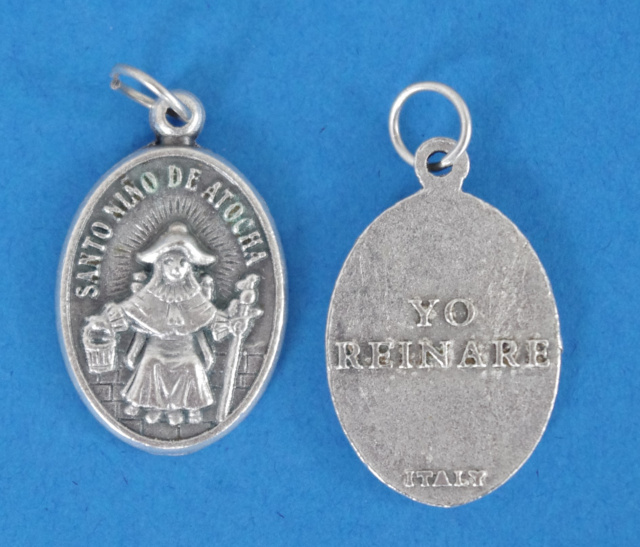 SANTO NIÑO DE ATOCHA
YO
REINARE
ITALY